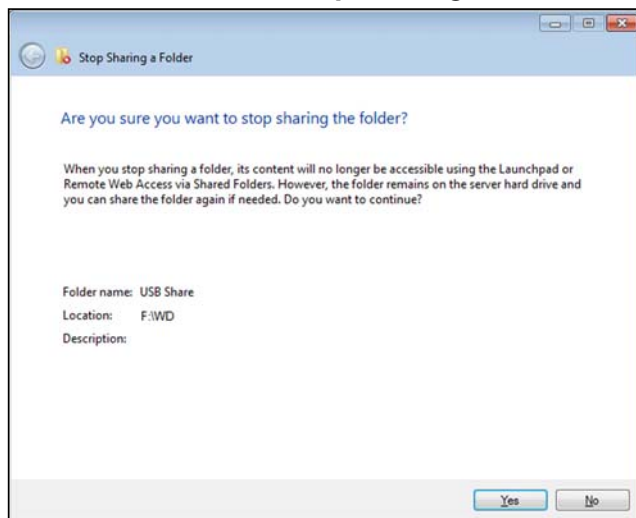 Stop Sharing a Folder
Are you sure you want to stop sharing the folder?
When you stop sharing a folder, its content will no longer be accessible using the Launchpad or
Remote Web Access via Shared Folders. However, the folder remains on the server hard drive and
you can share the folder again if needed. Do you want to continue?
Folder name: USB Share
Location: F:\WD
Description:
Yes No